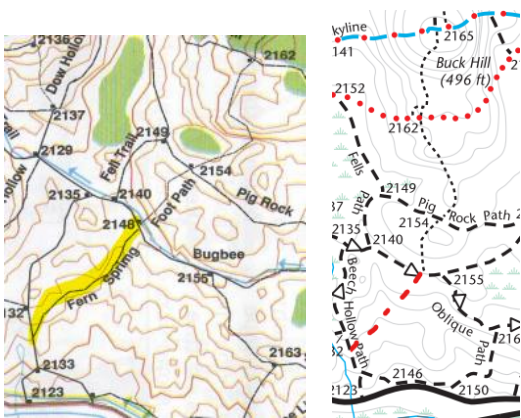 2136
Dow Hollow
2162
2137
2129
2149
Fell Trail
2154
2135
2140
Foot Path
Pig Rock
2148
Bugbee
Fern Spring
2155
2133
2163
2123
kyline
141
2165
Buck Hill
(496 ft)
2152
2162
Fells
Path
2149
Pig Rock Path
2154
2135
2140
Beech
Hollow Path
2155
Oblique
Path
2146
2150
2123